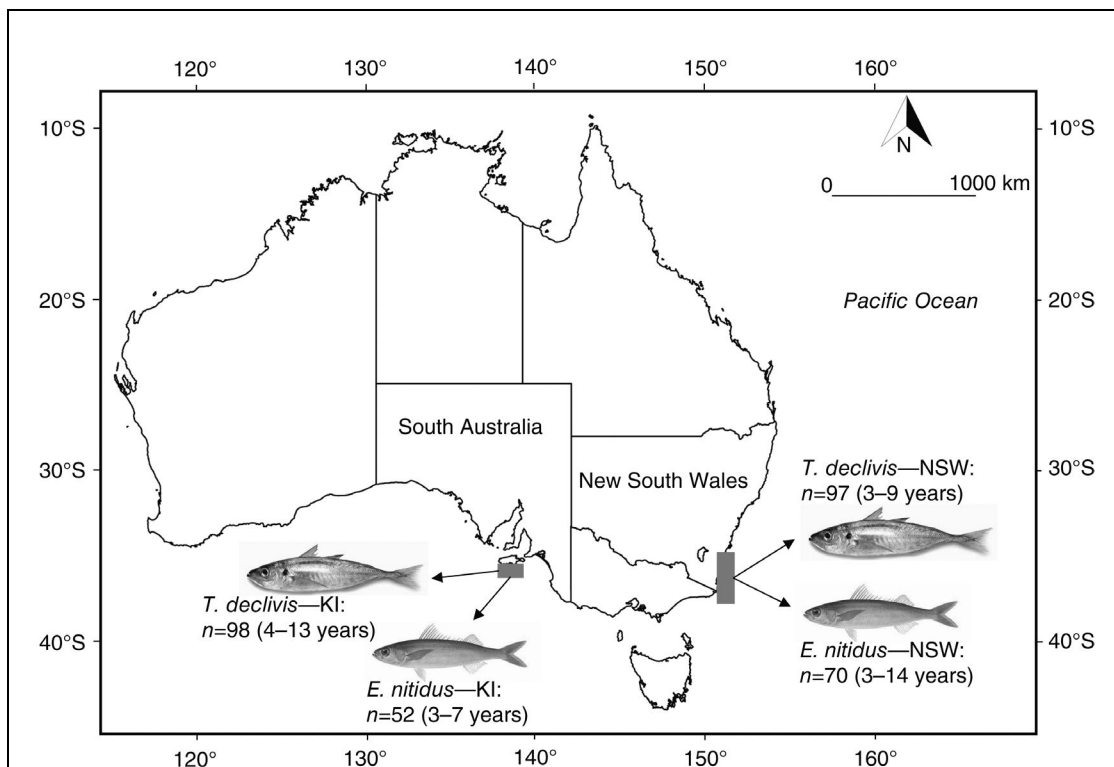 120° 130° 140° 150° 160°
10°S 10°S
N
0 1000 km
20°S Pacific Ocean 20°S
South Australia
New South Wales
30°S 30°S
T. declivis—NSW:
n=97 (3–9 years)
T. declivis—KI:
n=98 (4–13 years)
40°S 40°S
E. nitidus—NSW:
n=70 (3–14 years)
E. nitidus—KI:
n=52 (3–7 years)
120° 130° 140° 150° 160°